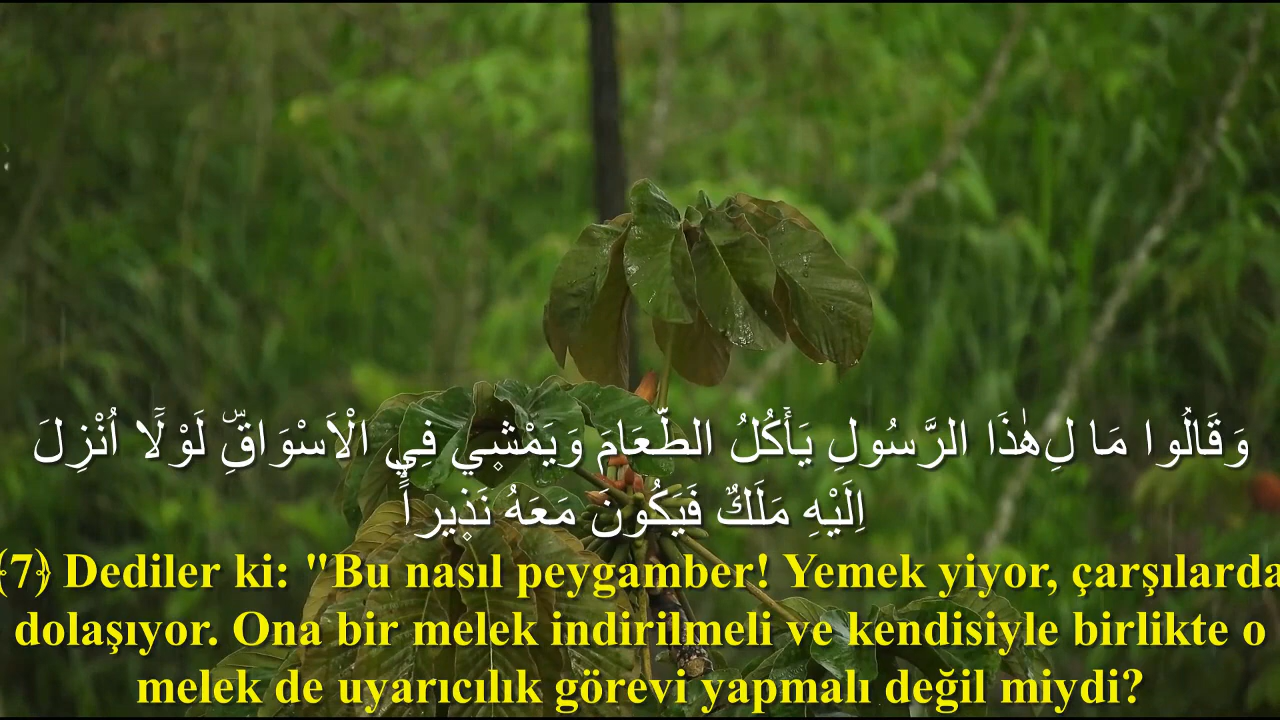 وَقَالُوا مَا لِهٰذَا الرَّسُولِ يَأْكُلُ الطَّعَامَ وَيَمْشٖي فِي الْاَسْوَاقِۜ لَوْلَٓا اُنْزِلَ
اِلَيْهِ مَلَكٌ فَيَكُونَ مَعَهُ نَذٖيراًۙ
﴾7﴿ Dediler ki: "Bu nasıl peygamber! Yemek yiyor, çarşılarda
dolaşıyor. Ona bir melek indirilmeli ve kendisiyle birlikte o
melek de uyarıcılık görevi yapmalı değil miydi?